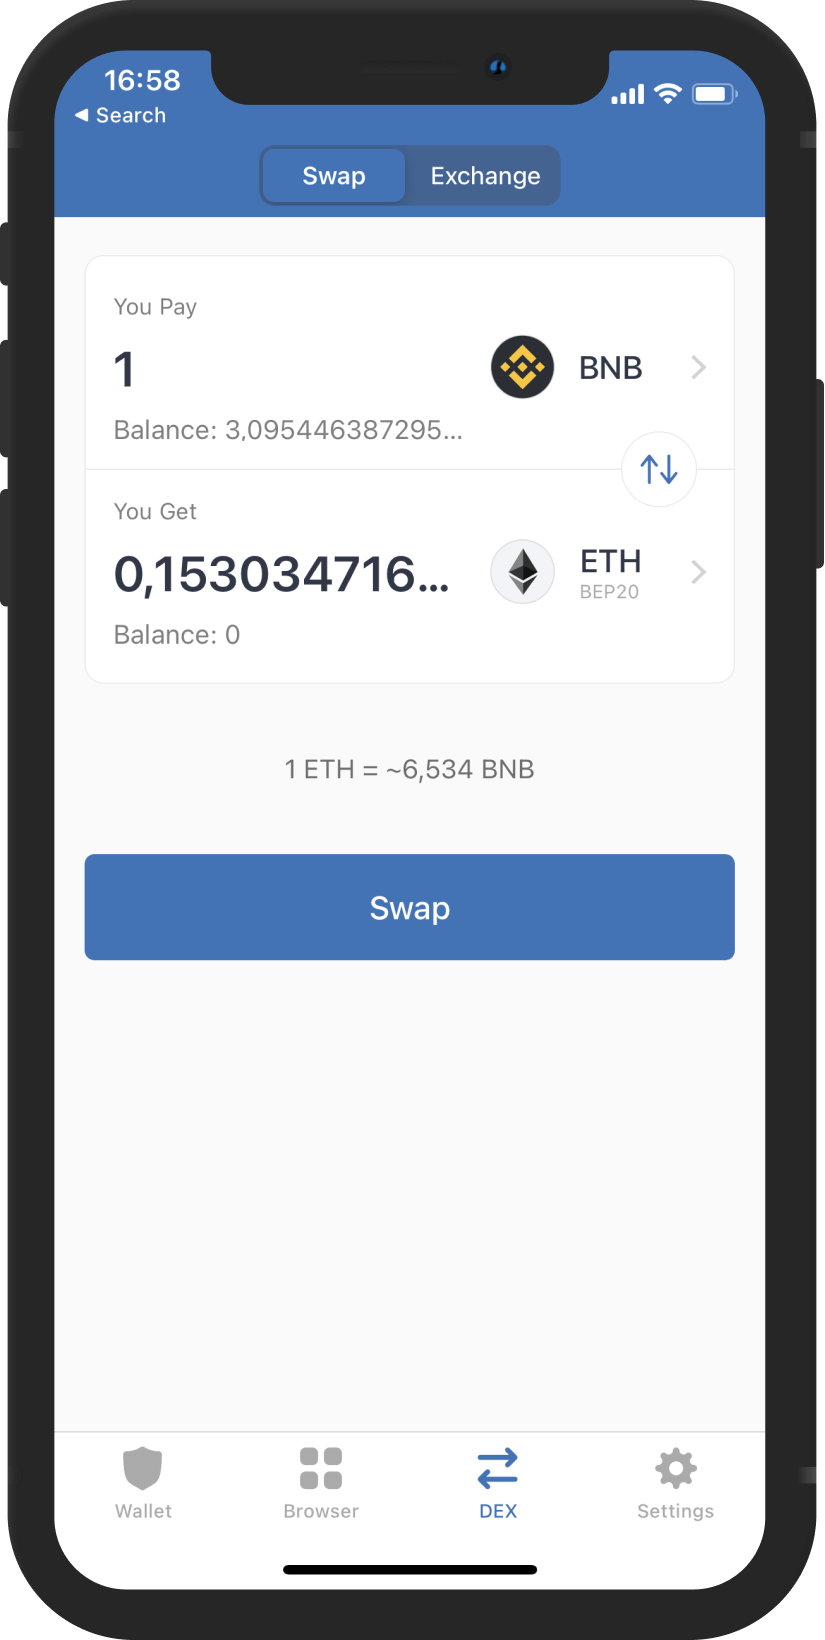 16:58
◀ Search
Swap
Exchange
You Pay
1
BNB
Balance: 3,095446387295...
You Get
0,153034716...
ETH
BEP20
Balance: 0
1 ETH = ~6,534 BNB
Swap
Wallet
Browser
DEX
Settings